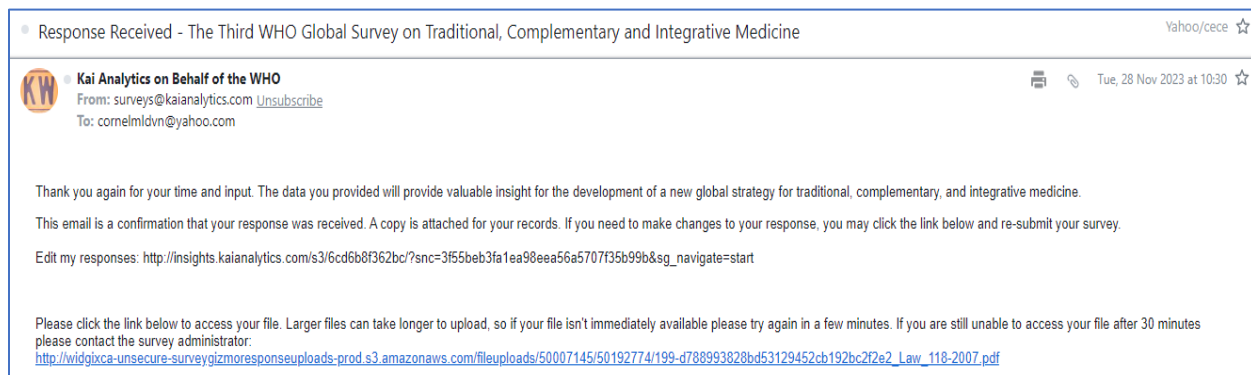 Response Received - The Third WHO Global Survey on Traditional, Complementary and Integrative Medicine
Yahoo/cece
KW
Kai Analytics on Behalf of the WHO
Tue, 28 Nov 2023 at 10:30
From: surveys@kaianalytics.com Unsubscribe
To: cornelmldvn@yahoo.com
Thank you again for your time and input. The data you provided will provide valuable insight for the development of a new global strategy for traditional, complementary, and integrative medicine.
This email is a confirmation that your response was received. A copy is attached for your records. If you need to make changes to your response, you may click the link below and re-submit your survey.
Edit my responses: http://insights.kaianalytics.com/s3/6cd6b8f362bc/?snc=3f55beb3fa1ea98eea56a5707f35b99b&sg_navigate=start
Please click the link below to access your file. Larger files can take longer to upload, so if your file isn't immediately available please try again in a few minutes. If you are still unable to access your file after 30 minutes
please contact the survey administrator:
http://widgixca-unsecure-surveygizmoresponseuploads-prod.s3.amazonaws.com/fileuploads/50007145/50192774/199-d788993828bd53129452cb192bc2f2e2_Law_118-2007.pdf